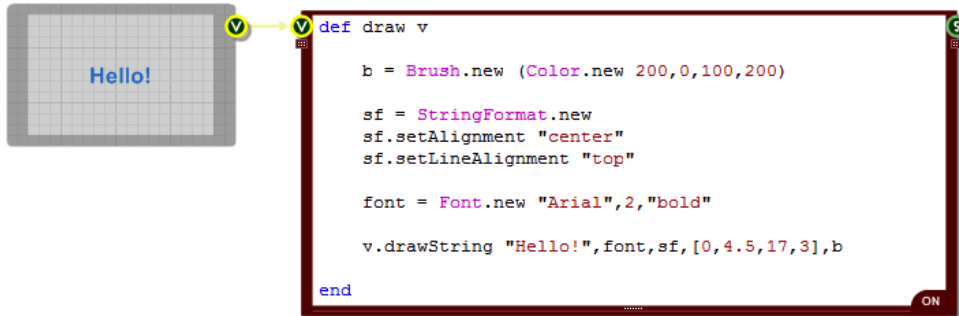 Hello!
V
V
S
def draw v
b = Brush.new (Color.new 200,0,100,200)
sf = StringFormat.new
sf.setAlignment "center"
sf.setLineAlignment "top"
font = Font.new "Arial",2,"bold"
v.drawString "Hello!",font,sf,[0,4.5,17,3],b
end
ON